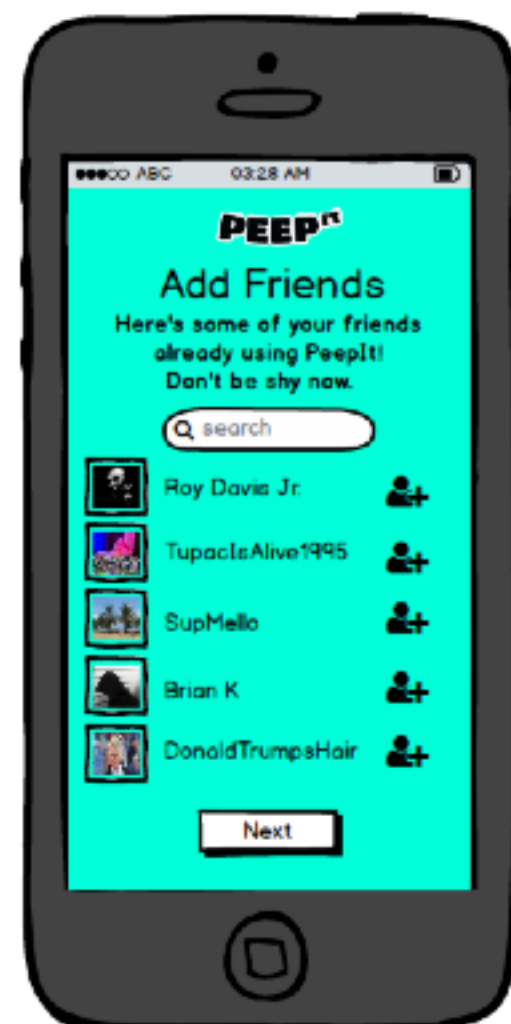 ABC 03:28 AM
PEEPIT
Add Friends
Here's some of your friends
already using PeepIt!
Don't be shy now.
search
Roy Davis Jr.
TupacIsAlive1995
SupMello
Brian K
DonaldTrumpsHair
Next